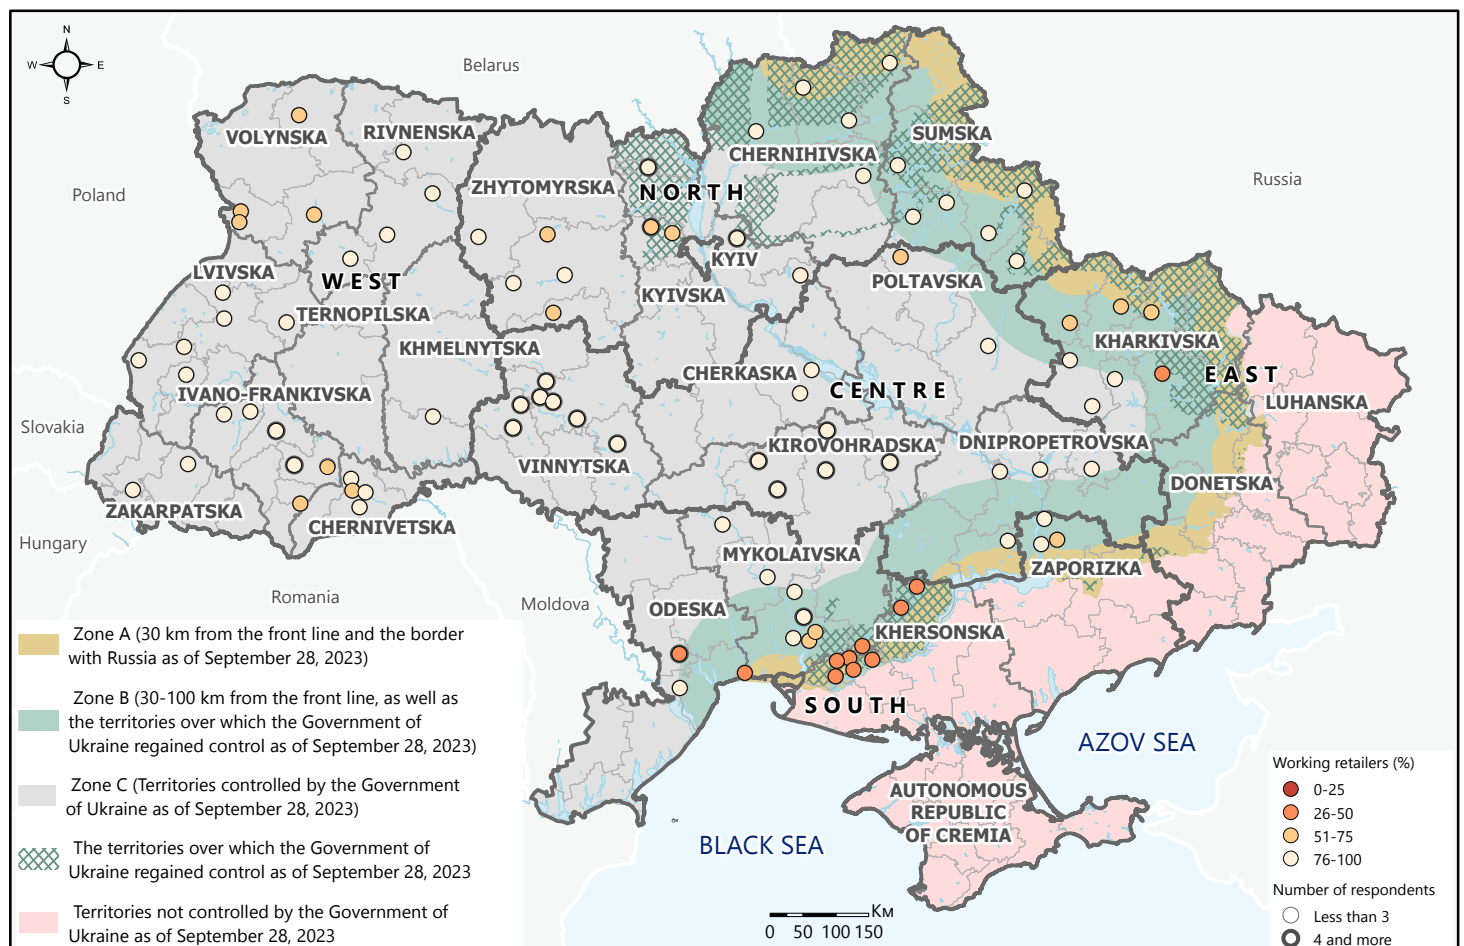 N
W E
S
Belarus
Poland
Russia
Slovakia
Hungary
Romania
Moldova
VOLYNSKA
RIVNENSKA
ZHYTOMYRSKA
NORTH
CHERNIHIVSKA
SUMSKA
KYIV
LVIVSKA
WEST
TERNOPILSKA
KYIVSKA
POLTAVSKA
KHMELNYTSKA
KHARKIVSKA
CHERKASKA
CENTRE
EAST
LUHANSKA
IVANO-FRANKIVSKA
VINNYTSKA
KIROVOHRADSKA
DNIPROPETROVSKA
DONETSKA
ZAKARPATSKA
CHERNIVETSKA
MYKOLAIVSKA
ZAPORIZKA
ODESKA
KHERSONSKA
SOUTH
AZOV SEA
BLACK SEA
AUTONOMOUS
REPUBLIC
OF CREMIA
Zone A (30 km from the front line and the border
with Russia as of September 28, 2023)
Zone B (30-100 km from the front line, as well as
the territories over which the Government of
Ukraine regained control as of September 28, 2023)
Zone C (Territories controlled by the Government
of Ukraine as of September 28, 2023)
The territories over which the Government of
Ukraine regained control as of September 28, 2023
Territories not controlled by the Government of
Ukraine as of September 28, 2023
Км
0 50 100 150
Working retailers (%)
0-25
26-50
51-75
76-100
Number of respondents
Less than 3
4 and more